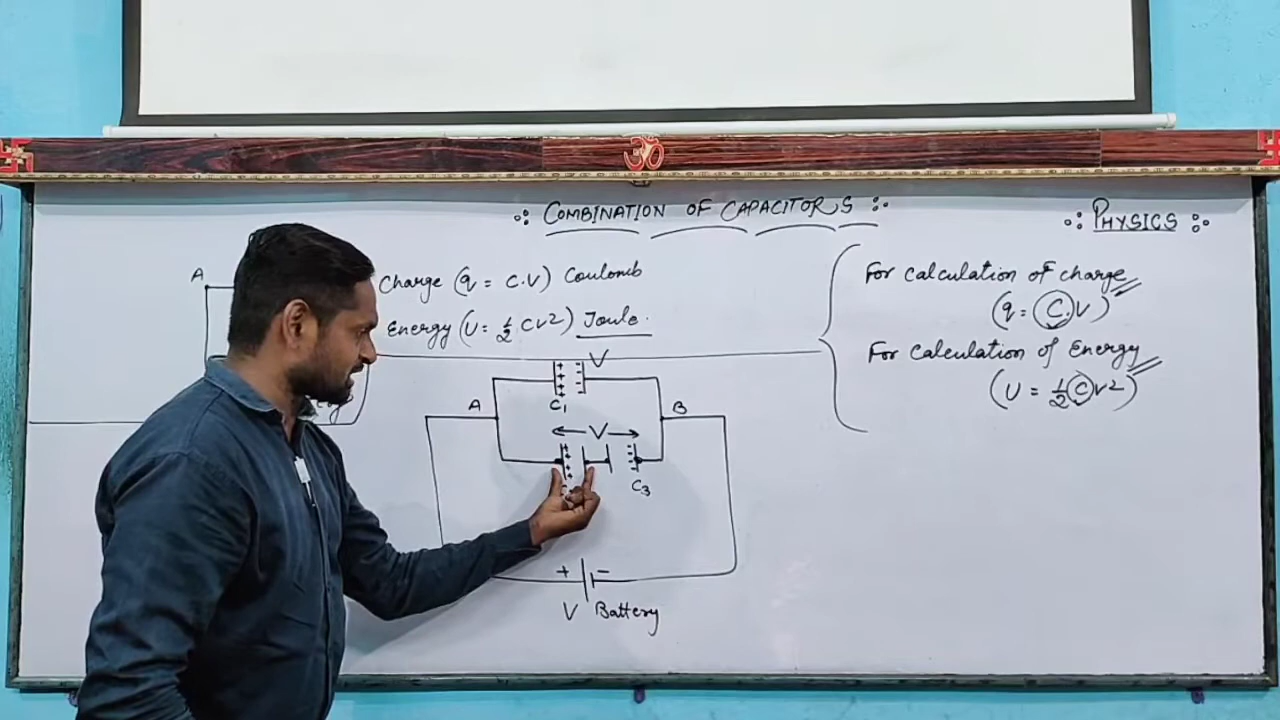 :: COMBINATION OF CAPACITORS ::
:: PHYSICS ::
A
Charge (q = C.V) Coulomb
Energy (U = 1/2 CV²) Joule.
For Calculation of charge
(q = C.V)
For Calculation of Energy
(U = 1/2 CV²)
V
+ + + - - -
C₁
A
B
V
+ + + + - - -
C₃
+ -
V Battery